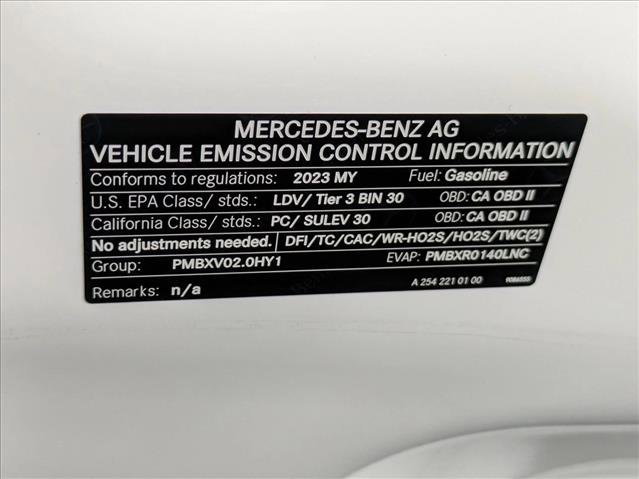 MERCEDES-BENZ AG
VEHICLE EMISSION CONTROL INFORMATION
Conforms to regulations: 2023 MY Fuel: Gasoline
U.S. EPA Class/ stds.: LDV/ Tier 3 BIN 30 OBD: CA OBD II
California Class/ stds.: PC/ SULEV 30 OBD: CA OBD II
No adjustments needed. DFI/TC/CAC/WR-HO2S/HO2S/TWC(2)
Group: PMBXV02.0HY1 EVAP: PMBXR0140LNC
Remarks: n/a A 254 221 01 00